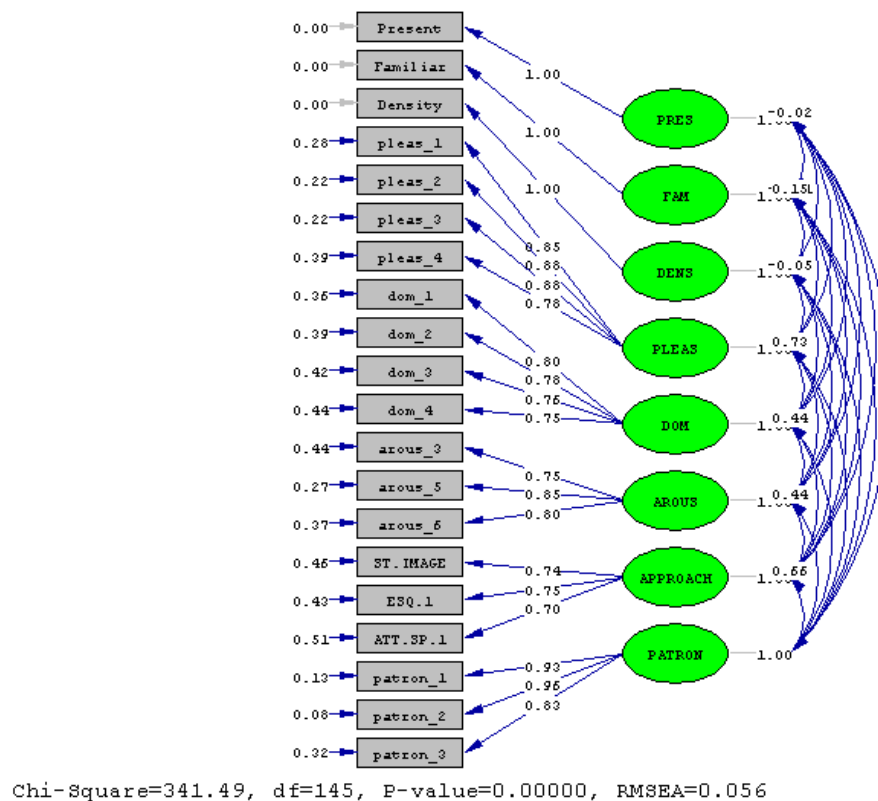 0.00 Present
0.00 Familiar
1.00
0.00 Density
PRES -0.02
0.28 pleas_1
1.00
0.22 pleas_2
1.00
FAM
0.22 pleas_3
0.85
0.39 pleas_4
0.88
DENS -0.05
0.88
0.36 dom_1
0.78
0.39 dom_2
PLEAS 0.73
0.80
0.42 dom_3
0.78
0.76
0.44 dom_4
0.75
DOM 0.44
0.44 arous_3
0.75
0.27 arous_5
0.85
AROUS 0.44
0.37 arous_6
0.80
0.46 ST.IMAGE
0.74
APPROACH 0.66
0.43 ESQ.1
0.75
0.70
0.51 ATT.SP.1
PATRON 1.00
0.13 patron_1
0.93
0.08 patron_2
0.96
0.83
0.32 patron_3
Chi-Square=341.49, df=145, P-value=0.00000, RMSEA=0.056